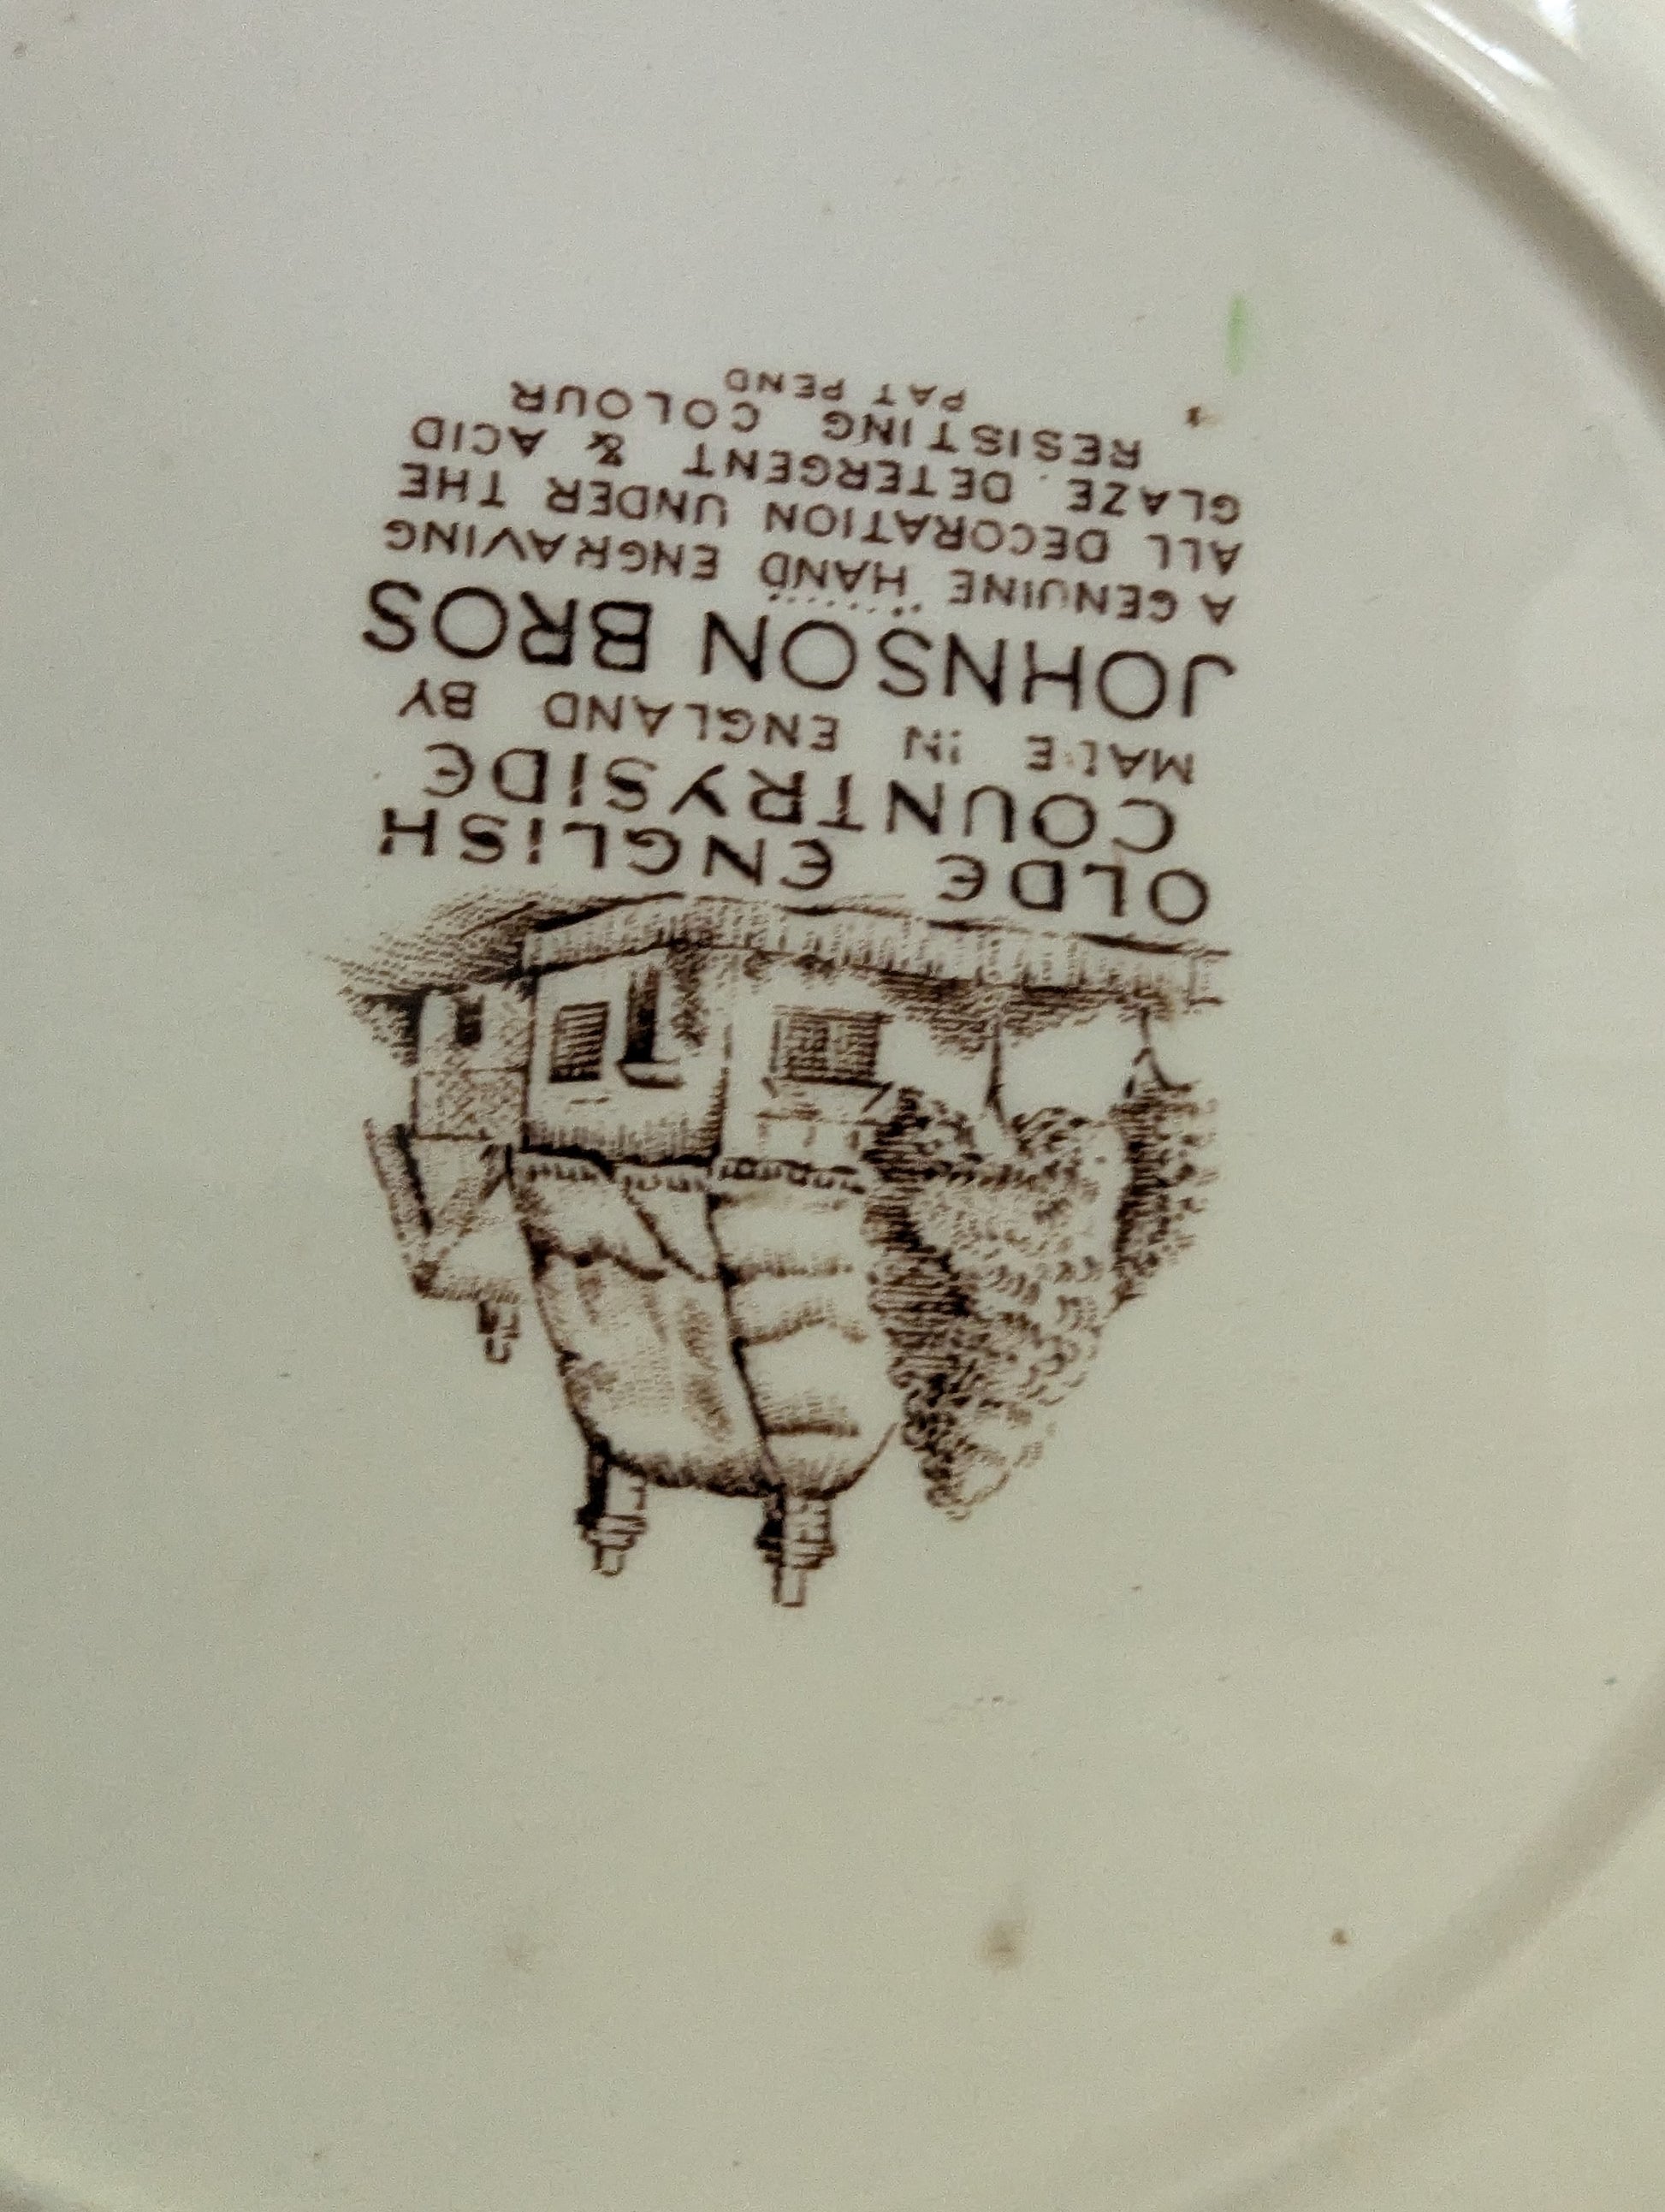 OLDE ENGLISH
COUNTRYSIDE
MADE IN ENGLAND BY
JOHNSON BROS
A GENUINE HAND ENGRAVING
ALL DECORATION UNDER THE
GLAZE. DETERGENT & ACID
RESISTING COLOUR
PAT PEND